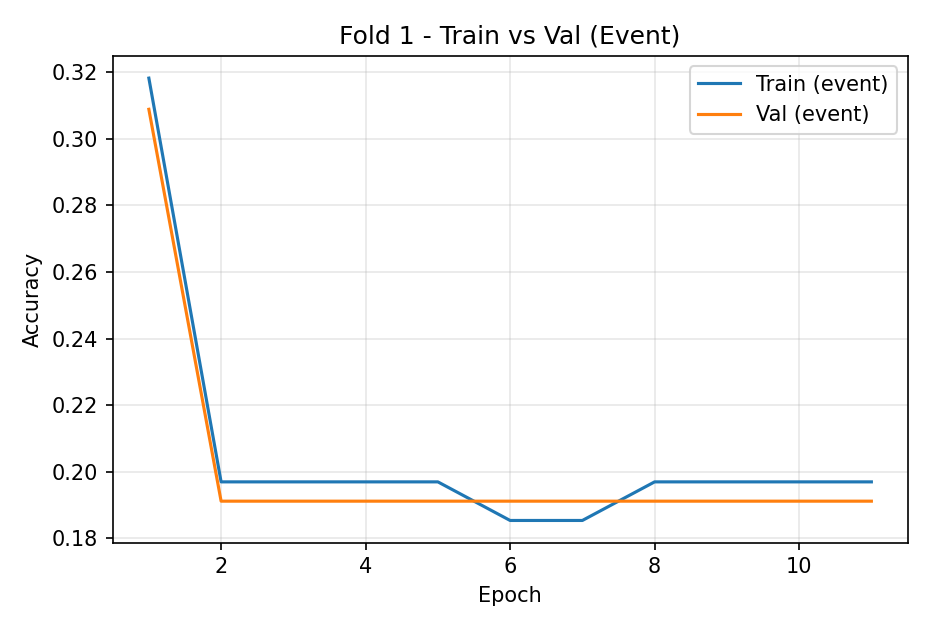 Fold 1 - Train vs Val (Event)
Train (event)
Val (event)
Accuracy
0.32
0.30
0.28
0.26
0.24
0.22
0.20
0.18
2 4 6 8 10
Epoch